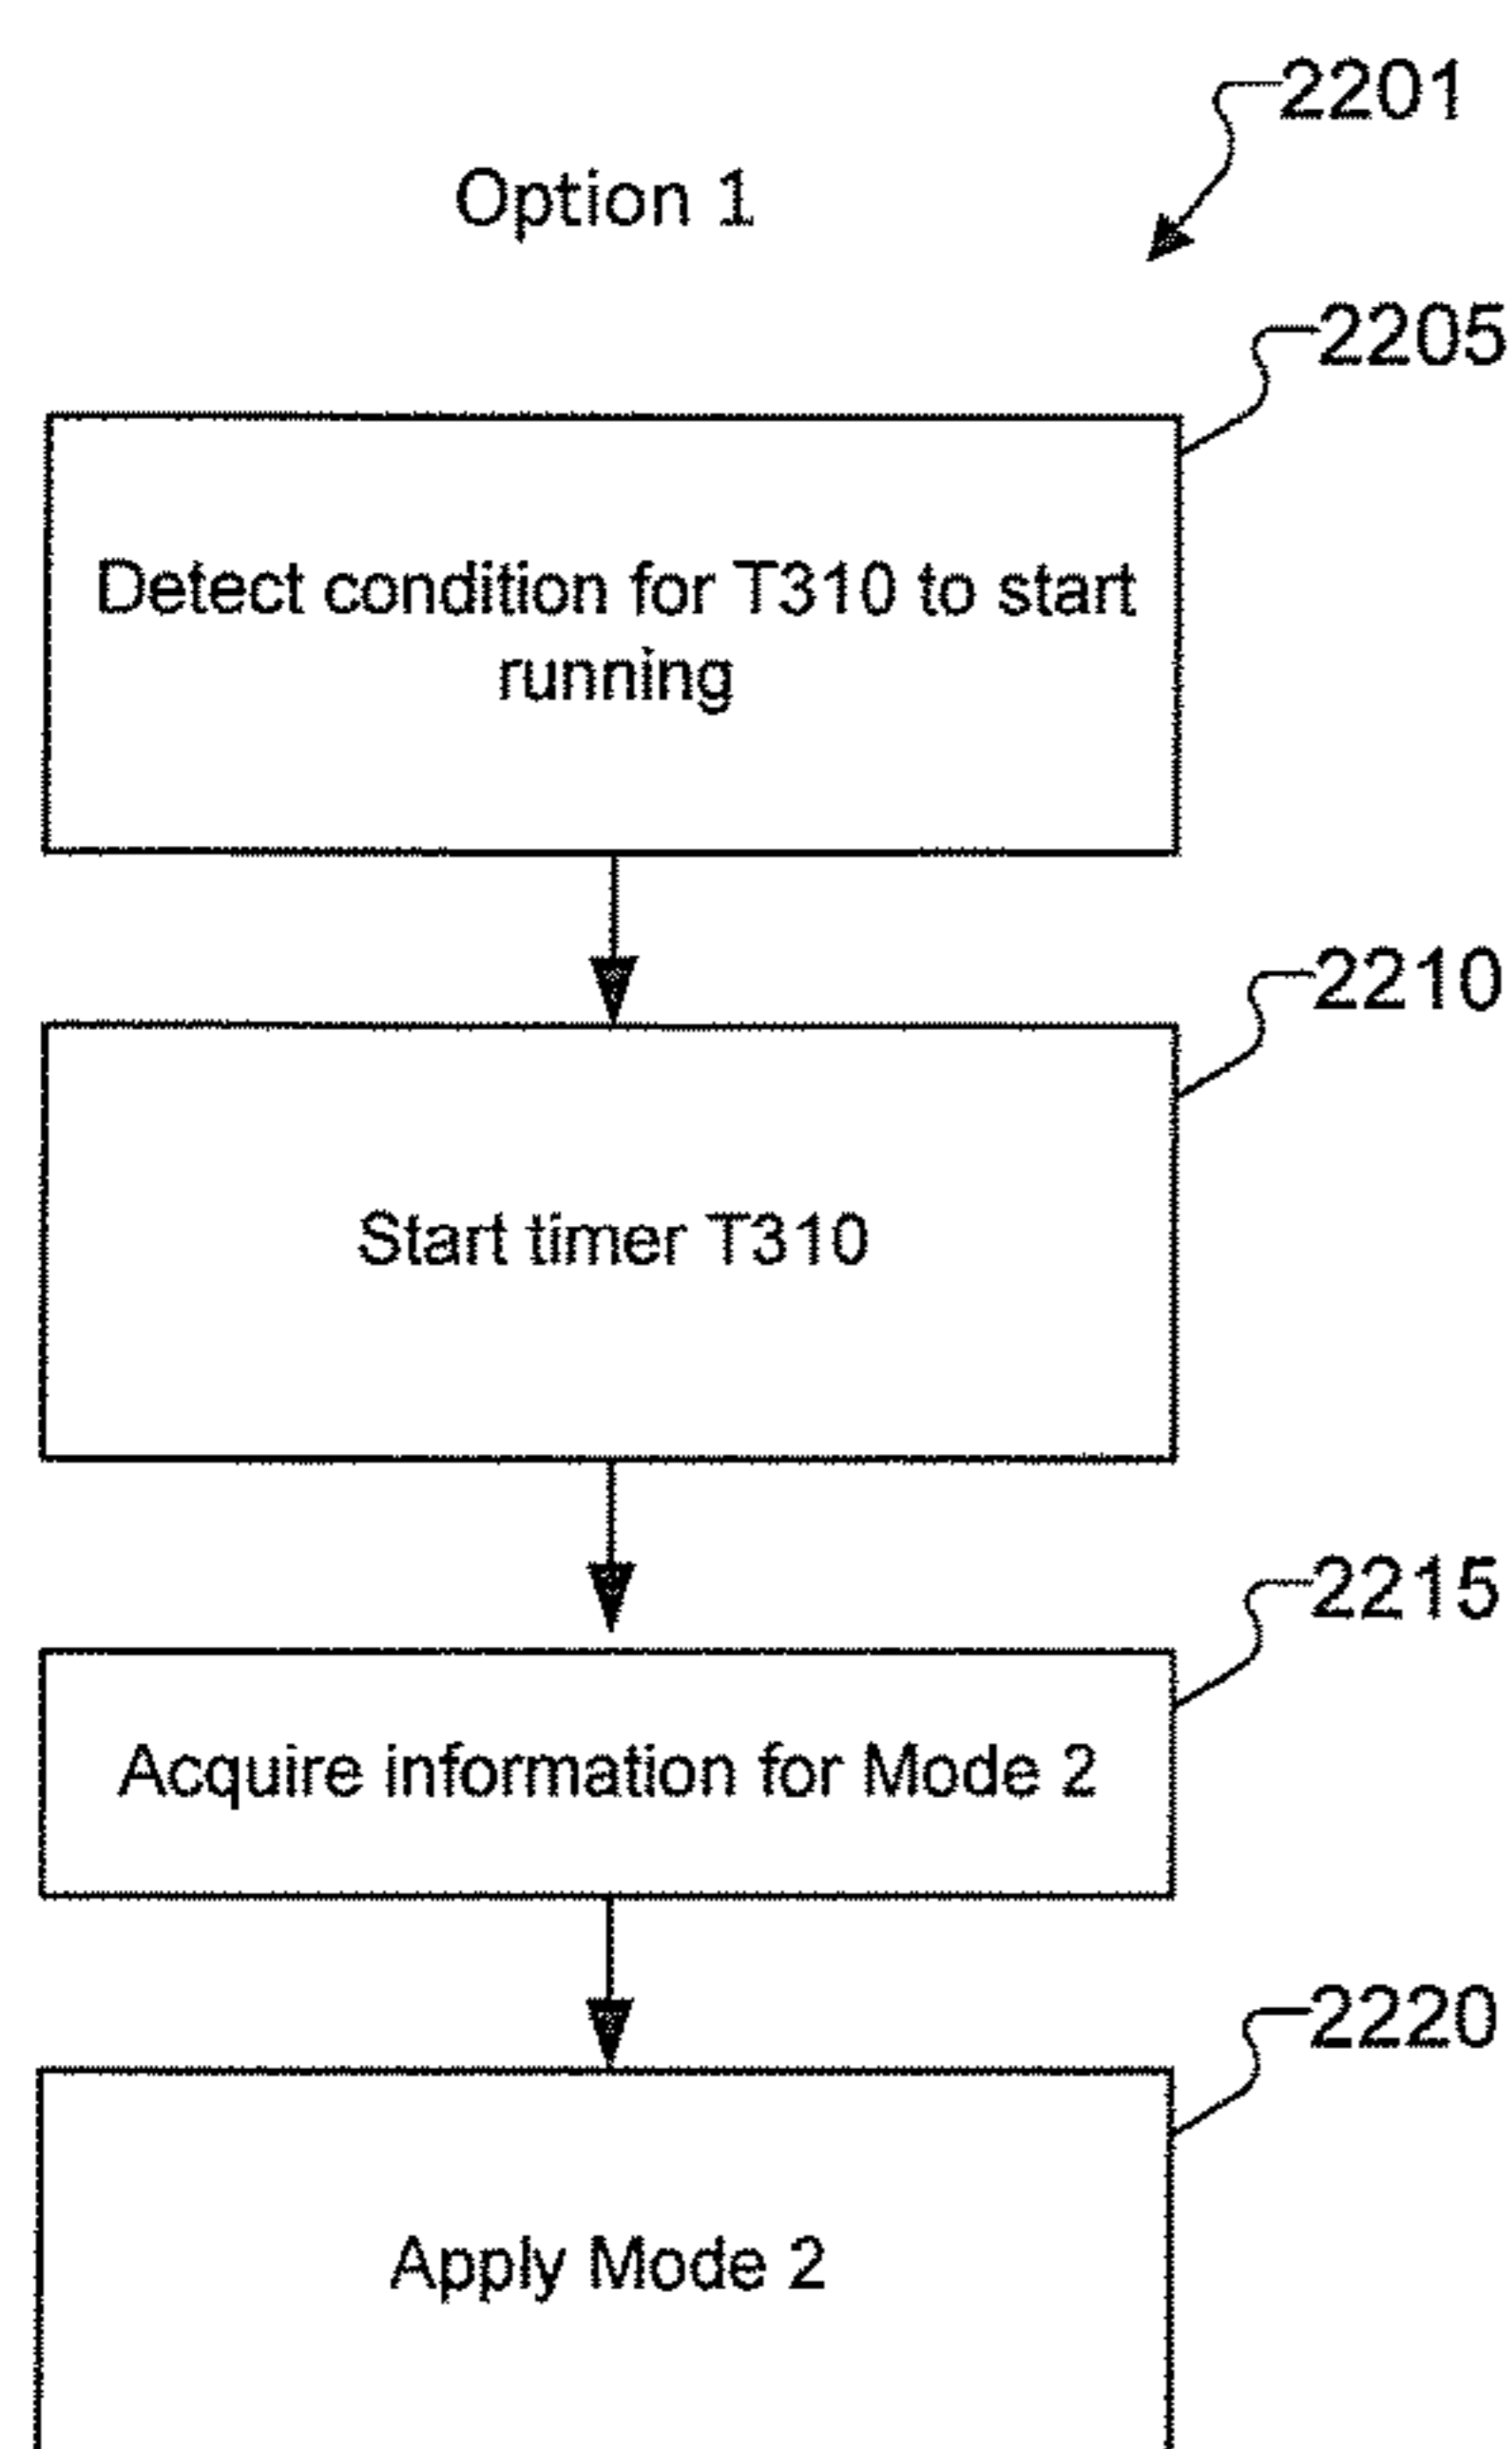 2201
Option 1
2205
Detect condition for T310 to start
running
2210
Start timer T310
2215
Acquire information for Mode 2
2220
Apply Mode 2